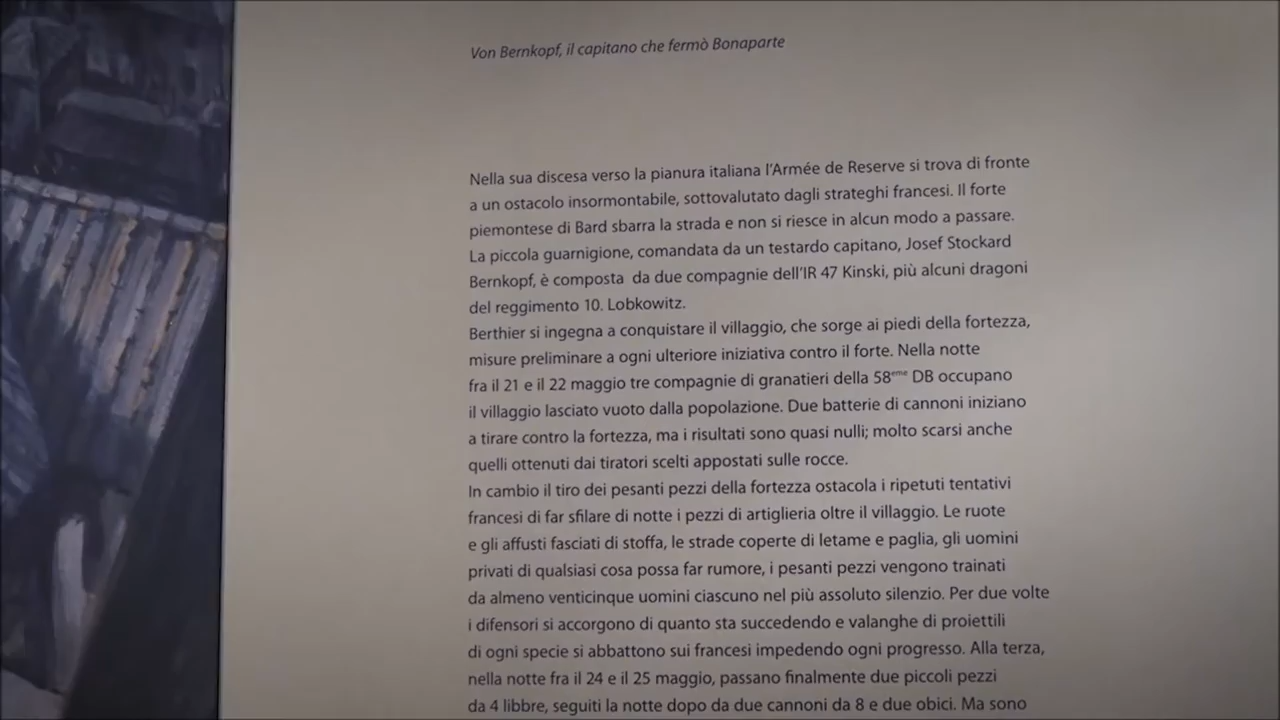 Von Bernkopf, il capitano che fermò Bonaparte
Nella sua discesa verso la pianura italiana l'Armée de Reserve si trova di fronte
a un ostacolo insormontabile, sottovalutato dagli strateghi francesi. Il forte
piemontese di Bard sbarra la strada e non si riesce in alcun modo a passare.
La piccola guarnigione, comandata da un testardo capitano, Josef Stockard
Bernkopf, è composta  da due compagnie dell'IR 47 Kinski, più alcuni dragoni
del reggimento 10. Lobkowitz.
Berthier si ingegna a conquistare il villaggio, che sorge ai piedi della fortezza,
misure preliminare a ogni ulteriore iniziativa contro il forte. Nella notte
fra il 21 e il 22 maggio tre compagnie di granatieri della 58eme DB occupano
il villaggio lasciato vuoto dalla popolazione. Due batterie di cannoni iniziano
a tirare contro la fortezza, ma i risultati sono quasi nulli; molto scarsi anche
quelli ottenuti dai tiratori scelti appostati sulle rocce.
In cambio il tiro dei pesanti pezzi della fortezza ostacola i ripetuti tentativi
francesi di far sfilare di notte i pezzi di artiglieria oltre il villaggio. Le ruote
e gli affusti fasciati di stoffa, le strade coperte di letame e paglia, gli uomini
privati di qualsiasi cosa possa far rumore, i pesanti pezzi vengono trainati
da almeno venticinque uomini ciascuno nel più assoluto silenzio. Per due volte
i difensori si accorgono di quanto sta succedendo e valanghe di proiettili
di ogni specie si abbattono sui francesi impedendo ogni progresso. Alla terza,
nella notte fra il 24 e il 25 maggio, passano finalmente due piccoli pezzi
da 4 libbre, seguiti la notte dopo da due cannoni da 8 e due obici. Ma sono